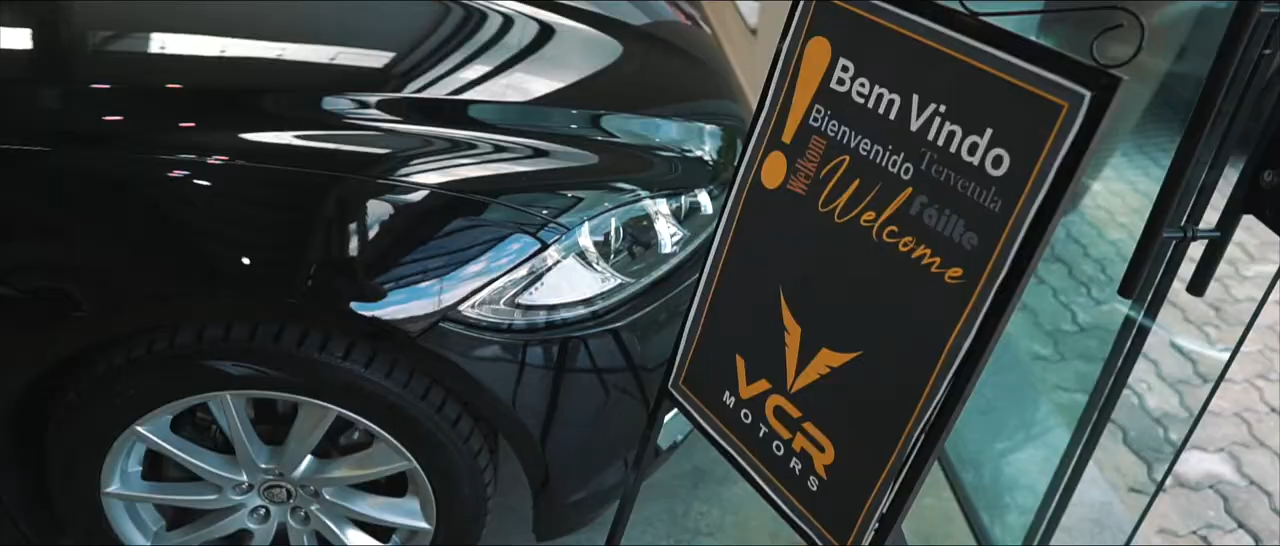 !
Bem Vindo
Bienvenido
Tervetula
Welkom
Welcome
Fáilte
VCR
MOTORS